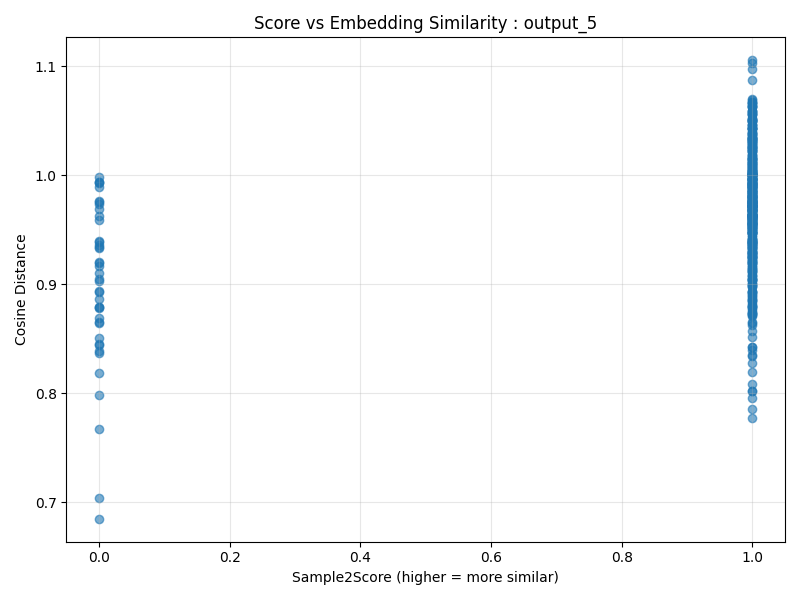 Score vs Embedding Similarity : output_5
1.1
1.0
0.9
0.8
0.7
Cosine Distance
0.0 0.2 0.4 0.6 0.8 1.0
Sample2Score (higher = more similar)